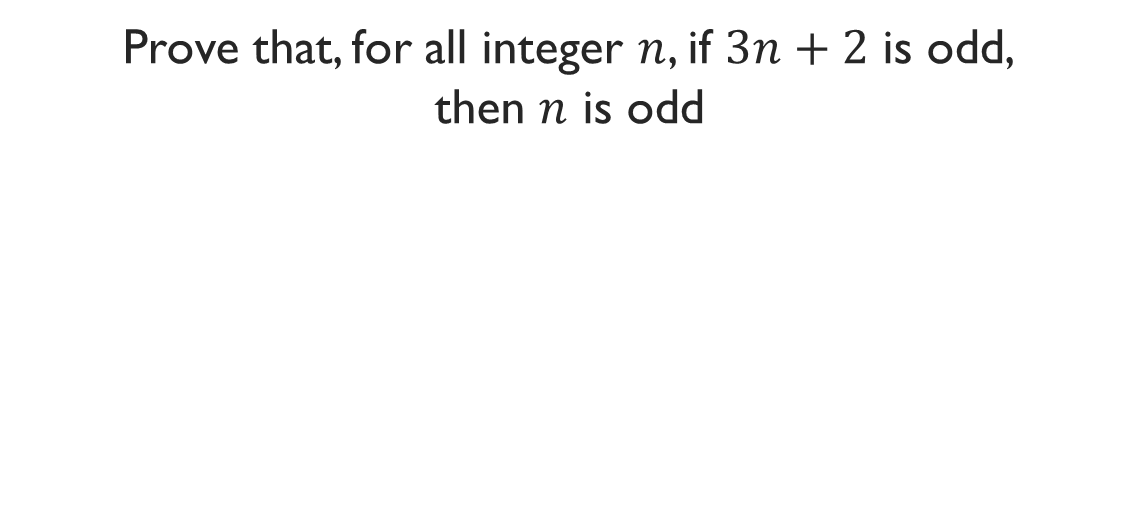 Prove that, for all integer n, if 3n + 2 is odd,
then n is odd